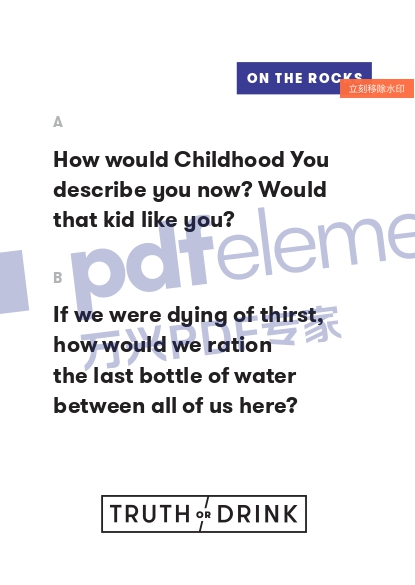 ON THE ROCKS
立刻移除水印
A
How would Childhood You
describe you now? Would
that kid like you?
pdfeleme
B
If we were dying of thirst,
how would we ration
the last bottle of water
between all of us here?
万兴PDF专家
TRUTH OR DRINK